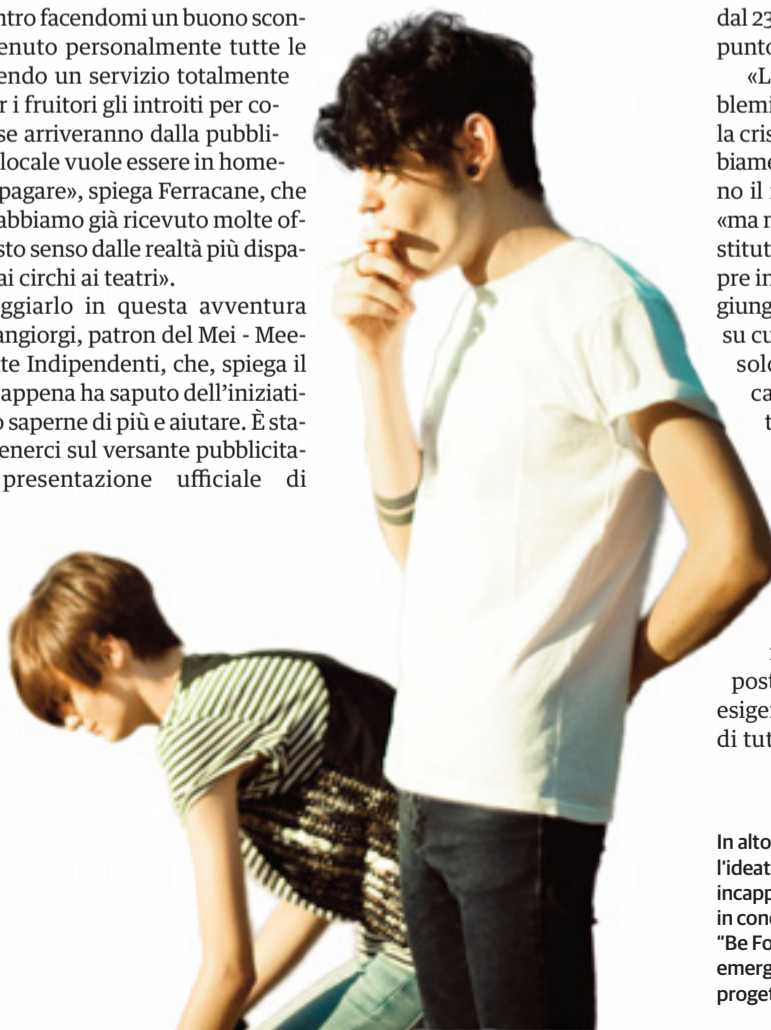 ntro facendomi un buono scon-
enuto personalmente tutte le
endo un servizio totalmente
r i fruitori gli introiti per co-
se arriveranno dalla pubbli-
locale vuole essere in home-
pagare», spiega Ferracane, che
abbiamo già ricevuto molte of-
sto senso dalle realtà più dispa-
ai circhi ai teatri».
ggiarlo in questa avventura
angiorgi, patron del Mei - Mee-
te Indipendenti, che, spiega il
appena ha saputo dell'iniziati-
o saperne di più e aiutare. È sta-
enerci sul versante pubblicita-
presentazione ufficiale di
dal 23
punto
«L
blemi
la cris
biame
no il
«ma
stitut
pre in
giung
su cu
solo
ca
t
post
esige
di tut
In alto
l'ideat
incapp
in con
"Be Fo
emerg
proget